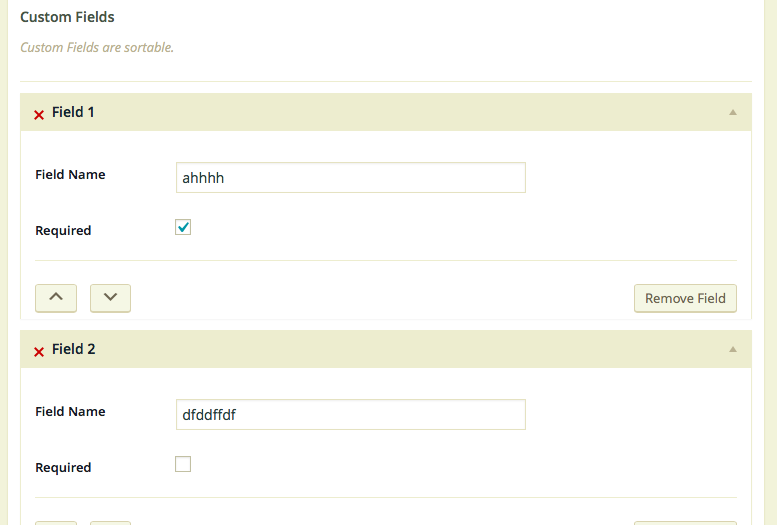 Custom Fields
Custom Fields are sortable.
Field 1
Field Name
ahhhh
Required
Remove Field
Field 2
Field Name
dfddffdf
Required